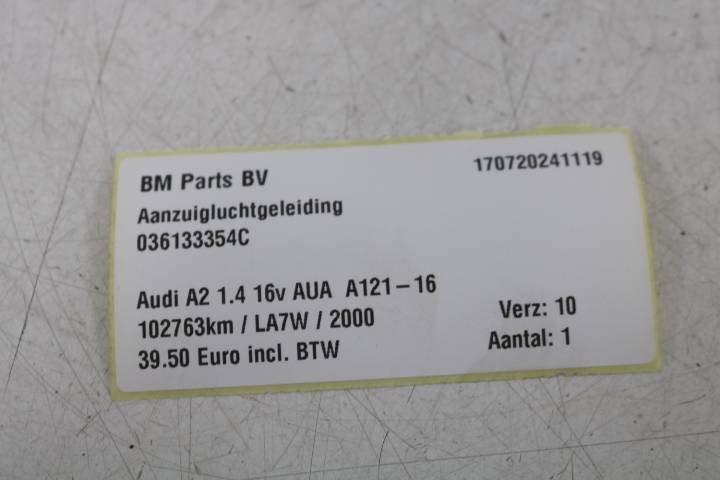 BM Parts BV 170720241119
Aanzuigluchtgeleiding
036133354C
Audi A2 1.4 16v AUA A121-16
102763km / LA7W / 2000 Verz: 10
39.50 Euro incl. BTW Aantal: 1